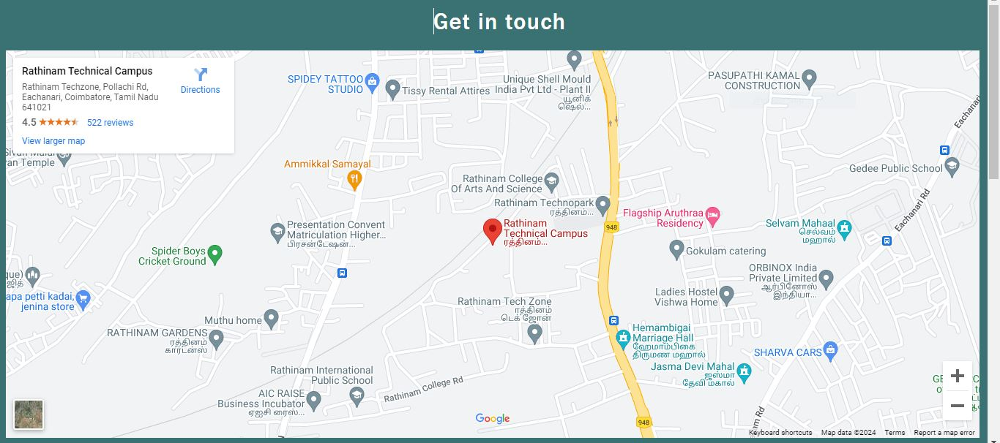 Get in touch
Rathinam Technical Campus
Rathinam Techzone, Pollachi Rd,
Eachanari, Coimbatore, Tamil Nadu
641021
4.5
522 reviews
View larger map
Directions
SPIDEY TATTOO
STUDIO
Tissy Rental Attires
Unique Shell Mould
India Pvt Ltd - Plant II
யூனிக்
ஷெல்...
PASUPATHI KAMAL
CONSTRUCTION
Eachanari
van Temple
Ammikkal Samayal
Rathinam College
Of Arts And Science
Gedee Public School
Rathinam Technopark
ரத்தினம்...
Flagship Aruthraa
Residency
Eachanari Rd
Presentation Convent
Matriculation Higher...
பிரசன்டேஷன்...
Rathinam
Technical Campus
ரத்தினம்...
948
Selvam Mahaal
செல்வம்
மஹால்
Spider Boys
Cricket Ground
Gokulam catering
ORBINOX India
Private Limited
ஆர்பினோஸ்
இந்தியா...
que)
ஜித்
apa petti kadai,
jenina store
Ladies Hostel
Vishwa Home
Rathinam Tech Zone
ரத்தினம்
டெக் ஜோன்
Muthu home
RATHINAM GARDENS
ரத்தினம்
கார்டன்ஸ்
Hemambigai
Marriage Hall
ஹேமாம்பிகை
திருமண மஹால்
SHARVA CARS
Jasma Devi Mahal
ஜஸ்மா
தேவி மகால்
Rathinam International
Public School
Rathinam College Rd
AIC RAISE
Business Incubator
ஏஐசி ரைஸ்...
Google
948
Keyboard shortcuts
Map data ©2024
Terms
Report a map error